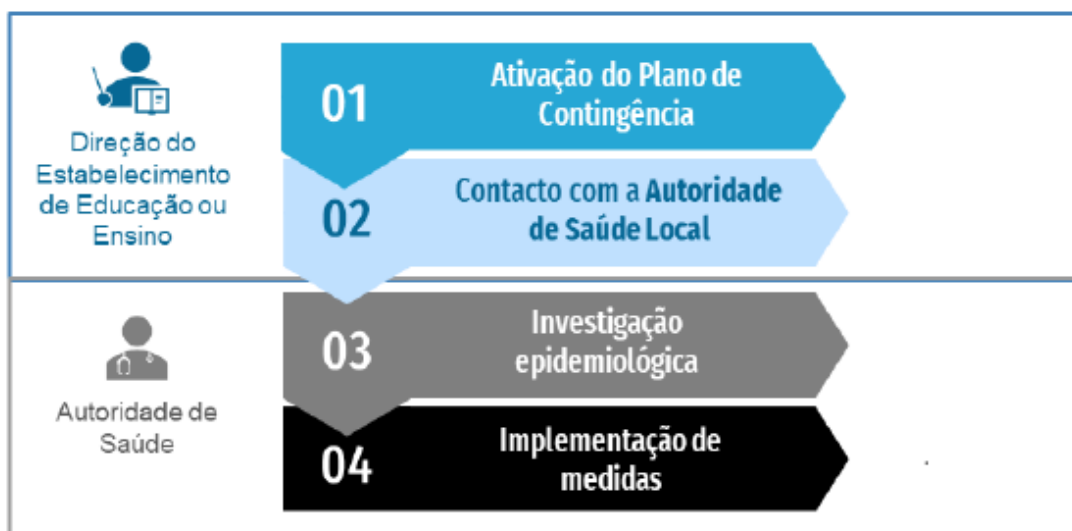 Direção do
Estabelecimento
de Educação ou
Ensino
01
Ativação do Plano de
Contingência
02
Contacto com a Autoridade
de Saúde Local
Autoridade de
Saúde
03
Investigação
epidemiológica
04
Implementação de
medidas